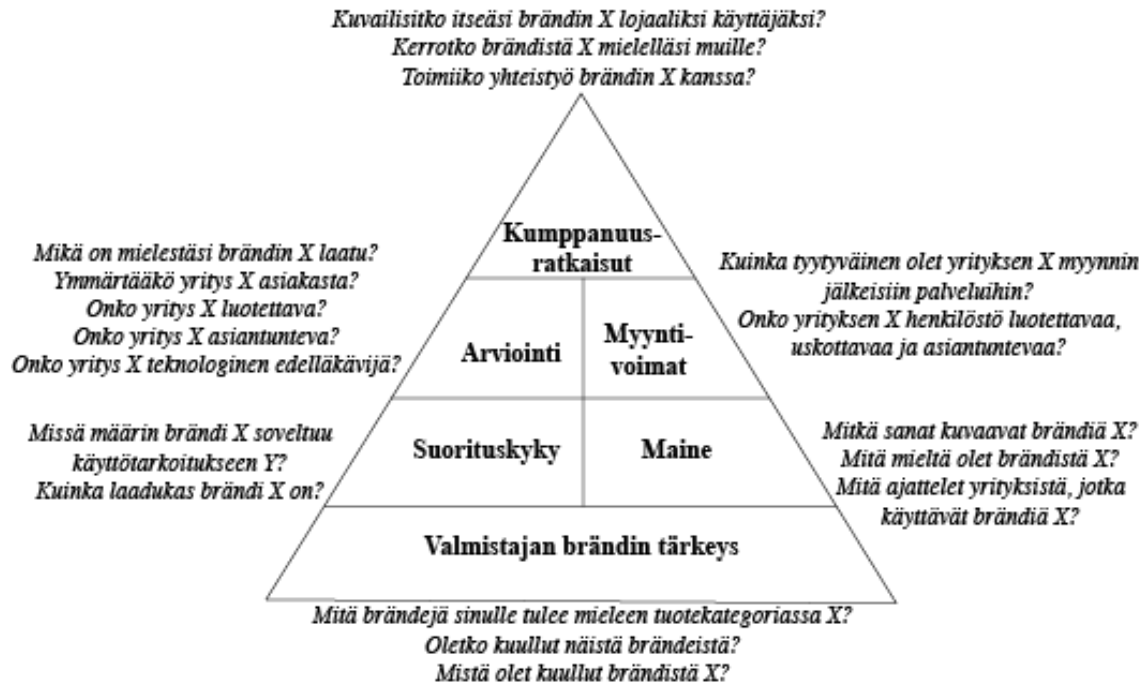 Kuvailisitko itseäsi brändin X lojaaliksi käyttäjäksi?
Kerrotko brändistä X mielelläsi muille?
Toimiiko yhteistyö brändin X kanssa?
Kumppanuus-
ratkaisut
Mikä on mielestäsi brändin X laatu?
Ymmärtääkö yritys X asiakasta?
Onko yritys X luotettava?
Onko yritys X asiantunteva?
Onko yritys X teknologinen edelläkävijä?
Arviointi
Myynti-
voimat
Kuinka tyytyväinen olet yrityksen X myynnin
jälkeisiin palveluihin?
Onko yrityksen X henkilöstö luotettavaa,
uskottavaa ja asiantuntevaa?
Missä määrin brändi X soveltuu
käyttötarkoitukseen Y?
Kuinka laadukas brändi X on?
Suorituskyky
Maine
Mitkä sanat kuvaavat brändiä X?
Mitä mieltä olet brändistä X?
Mitä ajattelet yrityksistä, jotka
käyttävät brändiä X?
Valmistajan brändin tärkeys
Mitä brändejä sinulle tulee mieleen tuotekategoriassa X?
Oletko kuullut näistä brändeistä?
Mistä olet kuullut brändistä X?